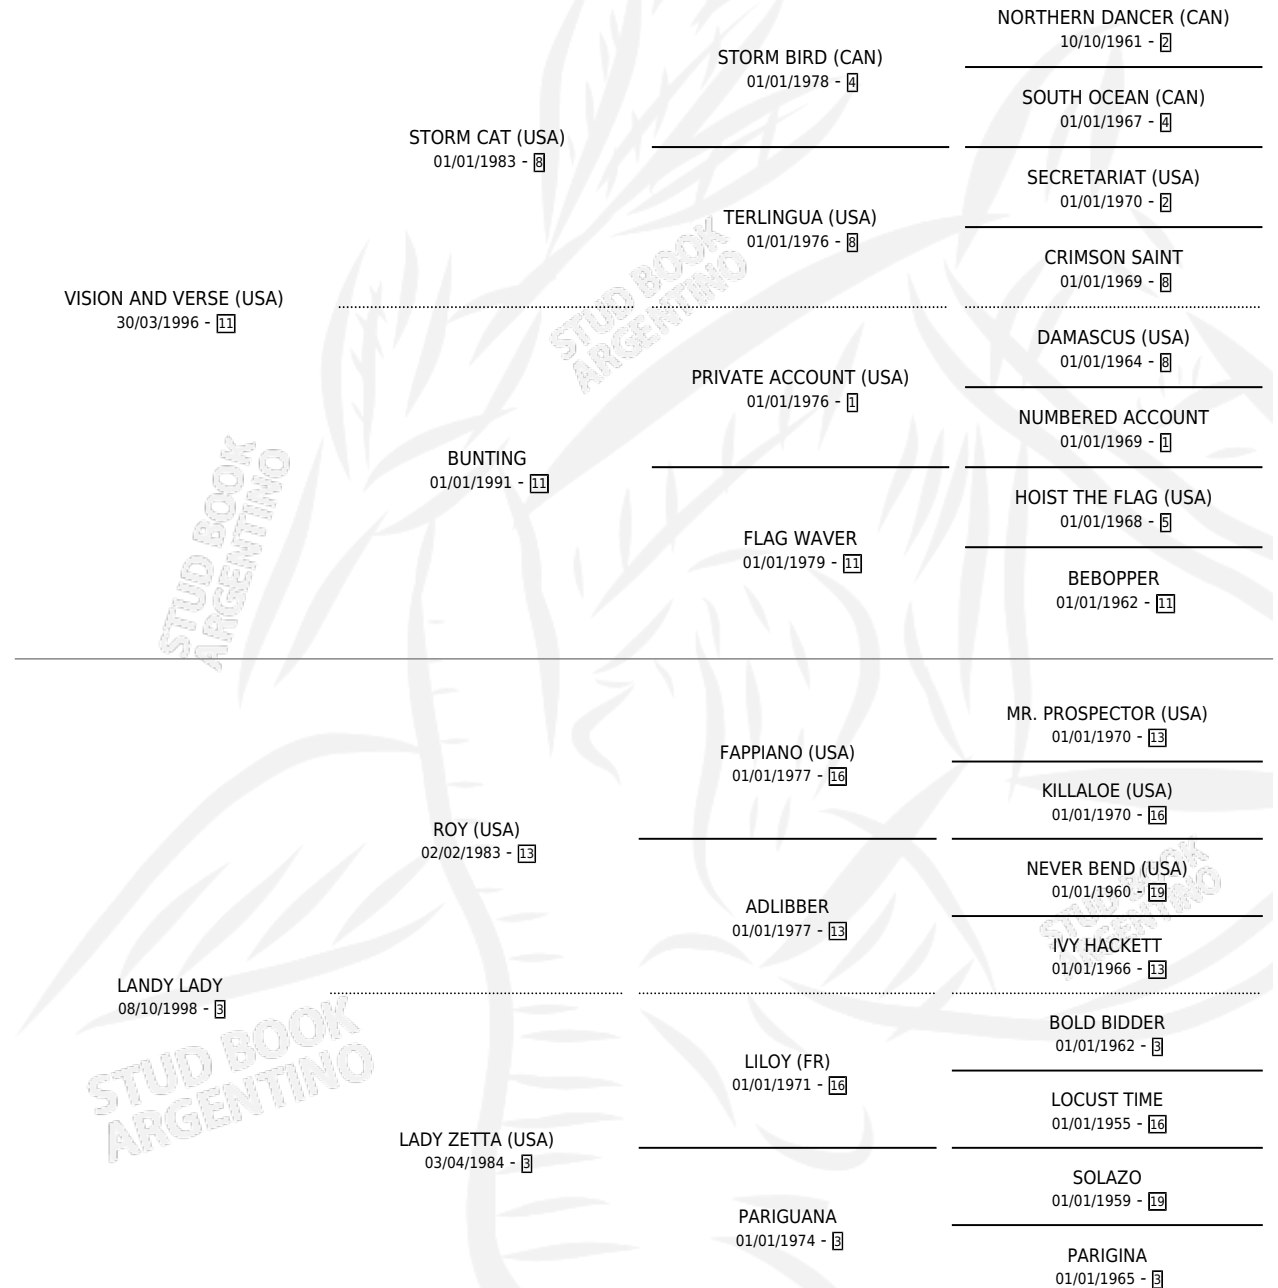 NORTHERN DANCER (CAN)
10/10/1961 - 2
STORM BIRD (CAN)
01/01/1978 - 4
SOUTH OCEAN (CAN)
01/01/1967 - 4
STORM CAT (USA)
01/01/1983 - 8
SECRETARIAT (USA)
01/01/1970 - 2
TERLINGUA (USA)
01/01/1976 - 8
CRIMSON SAINT
01/01/1969 - 8
VISION AND VERSE (USA)
30/03/1996 - 11
DAMASCUS (USA)
01/01/1964 - 8
PRIVATE ACCOUNT (USA)
01/01/1976 - 1
NUMBERED ACCOUNT
01/01/1969 - 1
BUNTING
01/01/1991 - 11
HOIST THE FLAG (USA)
01/01/1968 - 5
FLAG WAVER
01/01/1979 - 11
BEBOPPER
01/01/1962 - 11
MR. PROSPECTOR (USA)
01/01/1970 - 13
FAPPIANO (USA)
01/01/1977 - 16
KILLALOE (USA)
01/01/1970 - 16
ROY (USA)
02/02/1983 - 13
NEVER BEND (USA)
01/01/1960 - 19
ADLIBBER
01/01/1977 - 13
IVY HACKETT
01/01/1966 - 13
LANDY LADY
08/10/1998 - 3
BOLD BIDDER
01/01/1962 - 3
LILOY (FR)
01/01/1971 - 16
LOCUST TIME
01/01/1955 - 16
LADY ZETTA (USA)
03/04/1984 - 3
SOLAZO
01/01/1959 - 19
PARIGUANA
01/01/1974 - 3
PARIGINA
01/01/1965 - 3
STUD BOOK
ARGENTINO
STUD BOOK
ARGENTINO
STUD BOOK
ARGENTINO
STUD BOOK
ARGENTINO